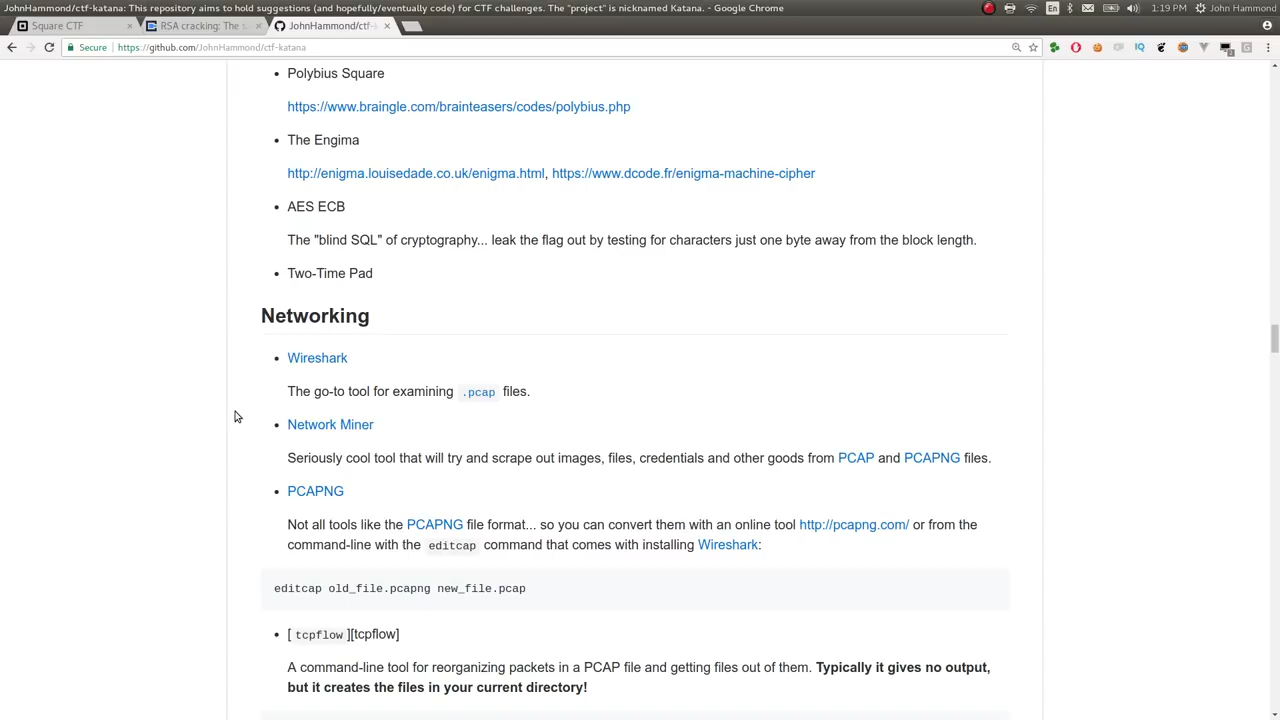 JohnHammond/ctf-katana: This repository aims to hold suggestions (and hopefully/eventually code) for CTF challenges. The "project" is nicknamed Katana. - Google Chrome
En
1:19 PM
John Hammond
Square CTF
RSA cracking: The s
JohnHammond/ctf-k
Secure
https://github.com/JohnHammond/ctf-katana
Polybius Square
https://www.braingle.com/brainteasers/codes/polybius.php
The Engima
http://enigma.louisedade.co.uk/enigma.html, https://www.dcode.fr/enigma-machine-cipher
AES ECB
The "blind SQL" of cryptography... leak the flag out by testing for characters just one byte away from the block length.
Two-Time Pad
Networking
Wireshark
The go-to tool for examining .pcap files.
Network Miner
Seriously cool tool that will try and scrape out images, files, credentials and other goods from PCAP and PCAPNG files.
PCAPNG
Not all tools like the PCAPNG file format... so you can convert them with an online tool http://pcapng.com/ or from the
command-line with the editcap command that comes with installing Wireshark:
editcap old_file.pcapng new_file.pcap
[ tcpflow ][tcpflow]
A command-line tool for reorganizing packets in a PCAP file and getting files out of them. Typically it gives no output,
but it creates the files in your current directory!